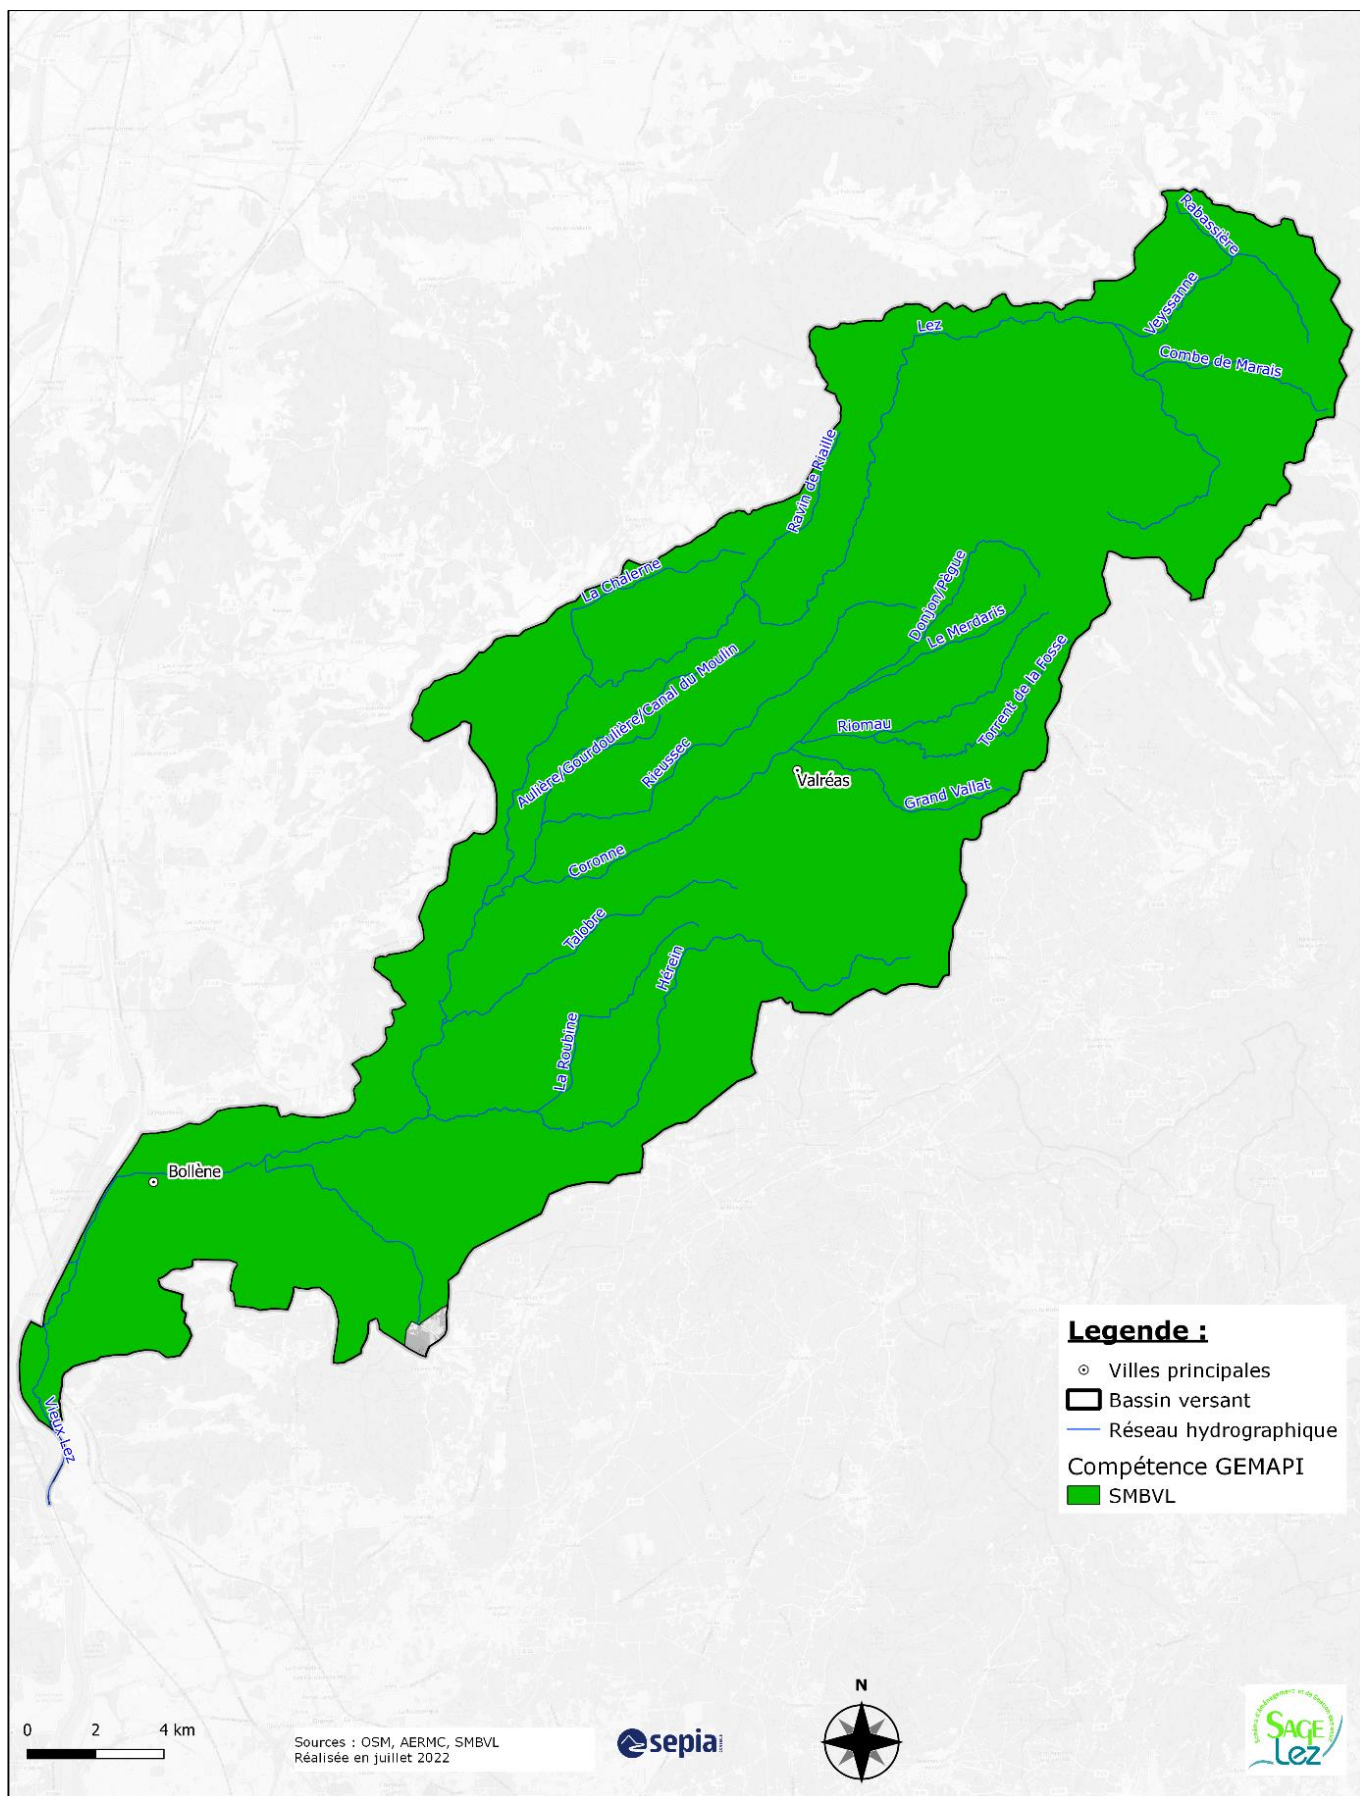 Rabassière
Veyssanne
Lez
Combe de Marais
Ravin de Riaille
La Chalerne
Donjon/Pègue
Le Merdaris
Aulière/Gourdoulière/Canal du Moulin
Torrent de la Fosse
Riomau
Rieussec
Valréas
Grand Vallat
Coronne
Talobre
Hérein
La Roubine
Bollène
Vieux-Lez
Legende :
Villes principales
Bassin versant
Réseau hydrographique
Compétence GEMAPI
SMBVL
N
0 2 4 km
Sources : OSM, AERMC, SMBVL
Réalisée en juillet 2022
sepia
SAGE
Lez